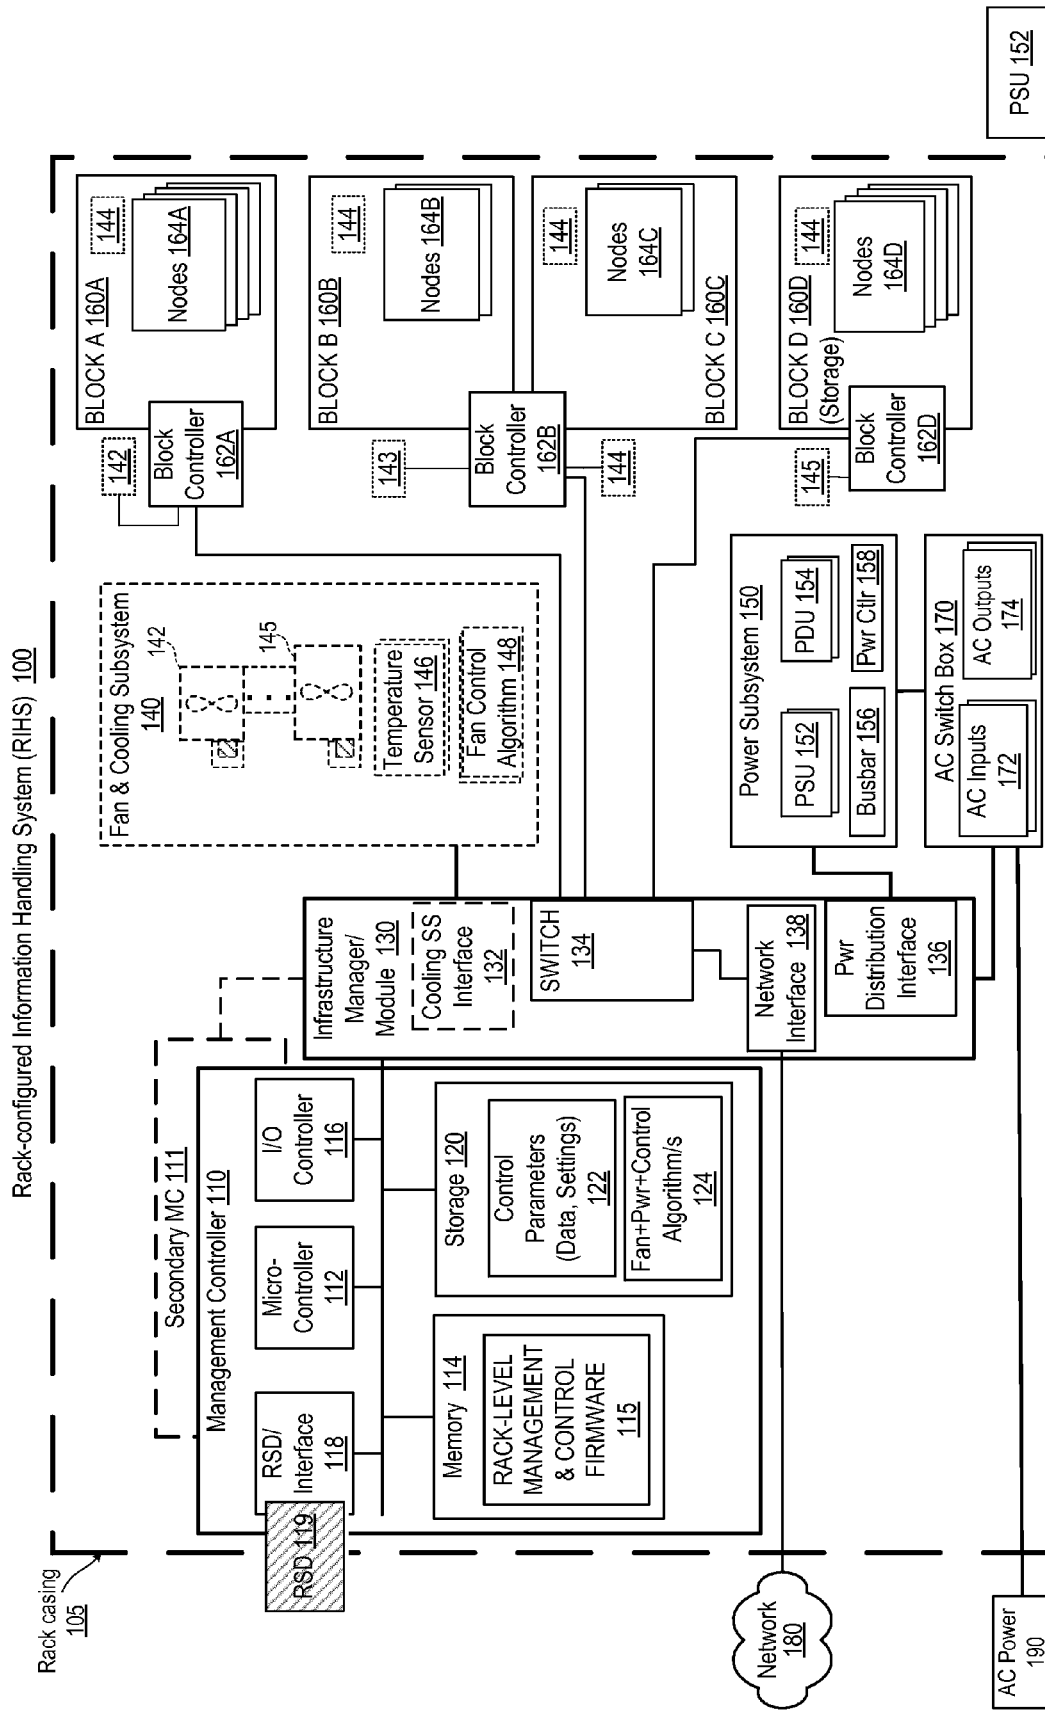 Rack-configured Information Handling System (RIHS) 100
Rack casing
105
Secondary MC 111
Management Controller 110
RSD/
Interface
118
RSD 119
Micro-
Controller
112
I/O
Controller
116
Memory 114
RACK-LEVEL
MANAGEMENT
& CONTROL
FIRMWARE
115
Storage 120
Control
Parameters
(Data, Settings)
122
Fan+Pwr+Control
Algorithm/s
124
Infrastructure
Manager/
Module 130
Cooling SS
Interface
132
SWITCH
134
Network
Interface 138
Pwr
Distribution
Interface
136
Fan & Cooling Subsystem
140
142
145
Temperature
Sensor 146
Fan Control
Algorithm 148
Power Subsystem 150
PSU 152
PDU 154
Busbar 156
Pwr Ctlr 158
AC Switch Box 170
AC Inputs
172
AC Outputs
174
142
Block
Controller
162A
BLOCK A 160A
144
Nodes 164A
143
Block
Controller
162B
144
BLOCK B 160B
144
Nodes 164B
144
Nodes
164C
BLOCK C 160C
145
Block
Controller
162D
BLOCK D 160D
(Storage)
144
Nodes
164D
Network
180
AC Power
190
PSU 152